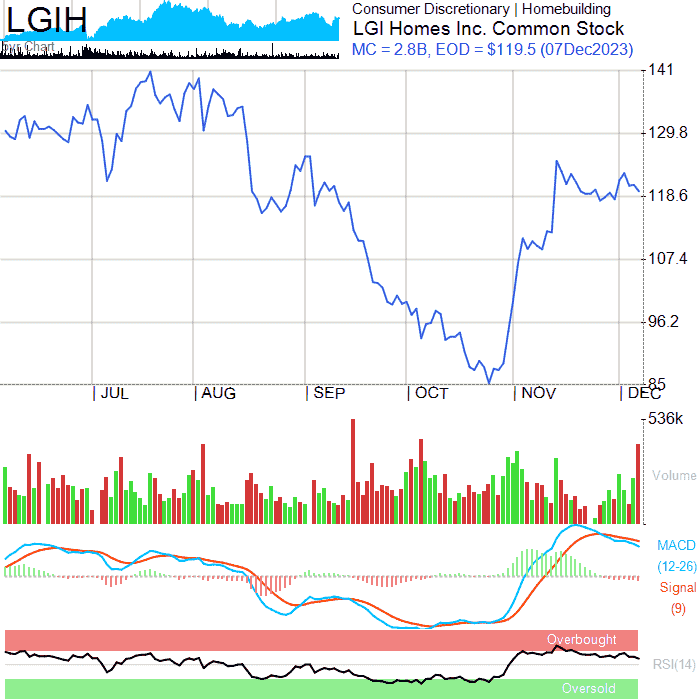 LGIH
5yr Chart
Consumer Discretionary | Homebuilding
LGI Homes Inc. Common Stock
MC = 2.8B, EOD = $119.5 (07Dec2023)
141
129.8
118.6
107.4
96.2
85
JUL
AUG
SEP
OCT
NOV
DEC
536k
Volume
MACD
(12-26)
Signal
(9)
Overbought
RSI(14)
Oversold